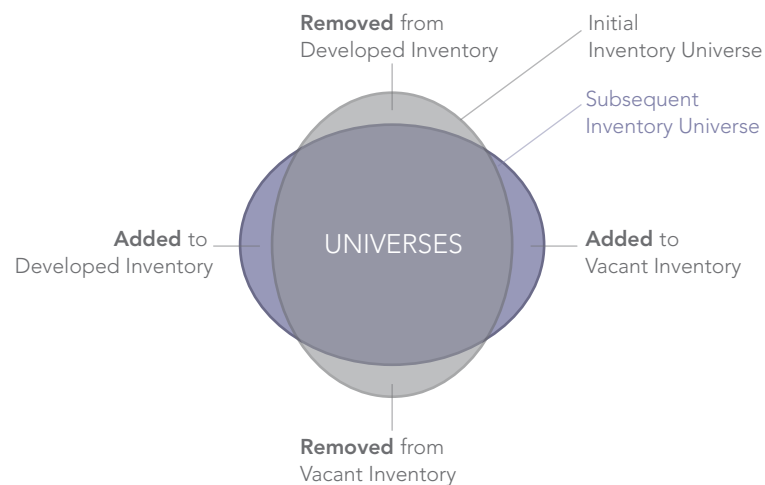 Removed from
Developed Inventory
Initial
Inventory Universe
Subsequent
Inventory Universe
Added to
Developed Inventory
UNIVERSES
Added to
Vacant Inventory
Removed from
Vacant Inventory